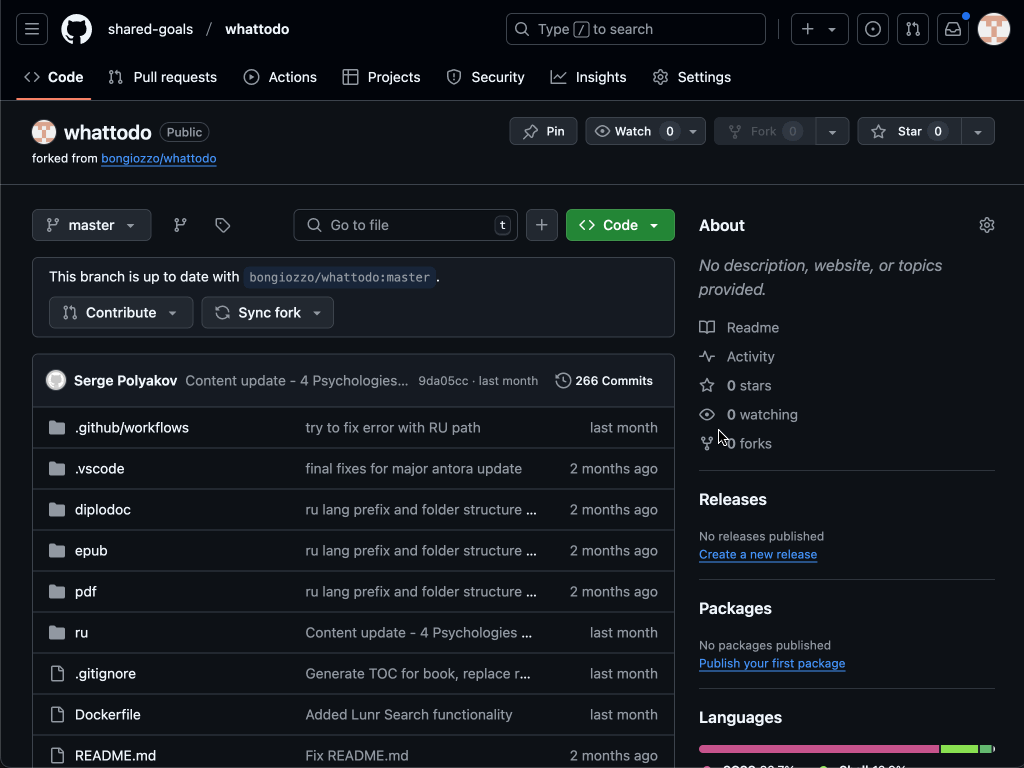 shared-goals / whattodo
Type / to search
Code
Pull requests
Actions
Projects
Security
Insights
Settings
whattodo Public
forked from bongiozzo/whattodo
Pin
Watch 0
Fork 0
Star 0
master
Go to file t
Code
This branch is up to date with bongiozzo/whattodo:master .
Contribute
Sync fork
Serge Polyakov Content update - 4 Psychologies... 9da05cc · last month 266 Commits
.github/workflows try to fix error with RU path last month
.vscode final fixes for major antora update 2 months ago
diplodoc ru lang prefix and folder structure ... 2 months ago
epub ru lang prefix and folder structure ... 2 months ago
pdf ru lang prefix and folder structure ... 2 months ago
ru Content update - 4 Psychologies ... last month
.gitignore Generate TOC for book, replace r... last month
Dockerfile Added Lunr Search functionality last month
README.md Fix README.md 2 months ago
About
No description, website, or topics
provided.
Readme
Activity
0 stars
0 watching
0 forks
Releases
No releases published
Create a new release
Packages
No packages published
Publish your first package
Languages